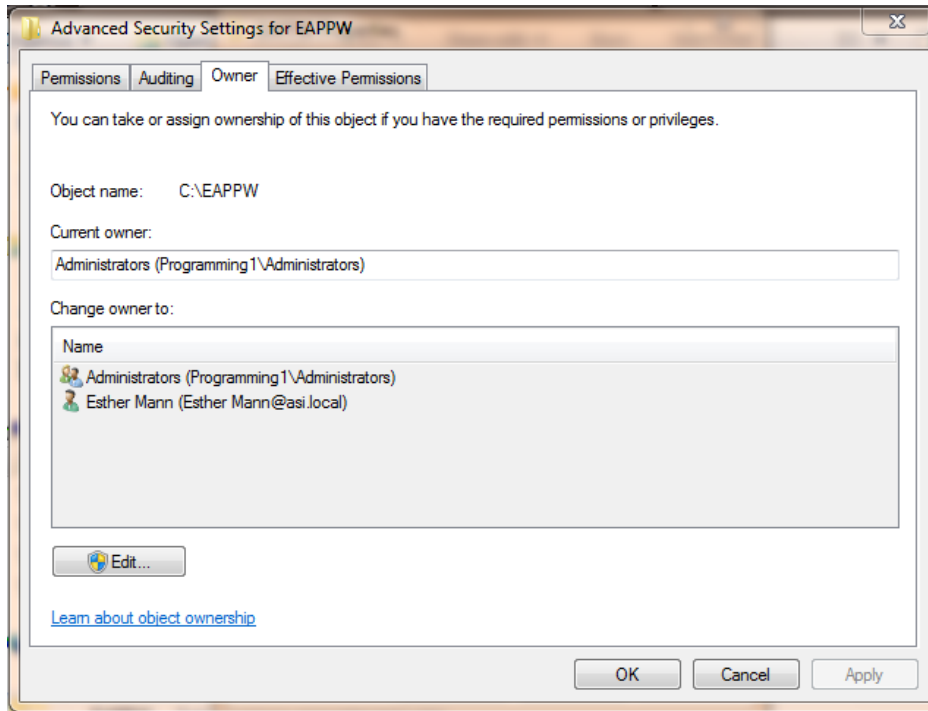 Advanced Security Settings for EAPPW
Permissions Auditing Owner Effective Permissions
You can take or assign ownership of this object if you have the required permissions or privileges.
Object name: C:\EAPPW
Current owner:
Administrators (Programming1\Administrators)
Change owner to:
Name
Administrators (Programming1\Administrators)
Esther Mann (Esther Mann@asi.local)
Edit...
Learn about object ownership
OK Cancel Apply